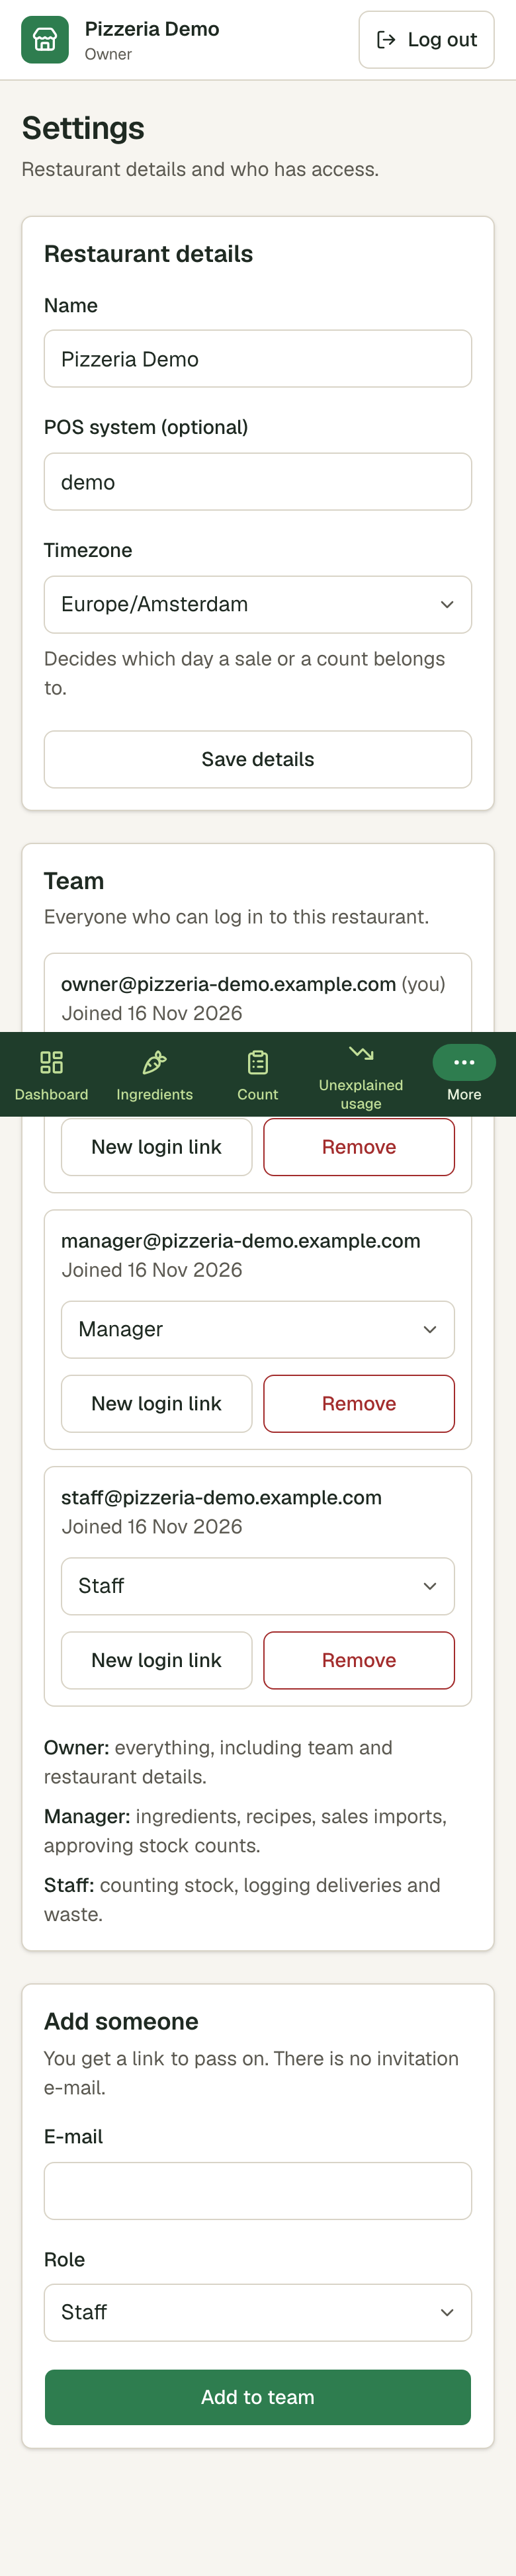 Pizzeria Demo
Owner
Log out
Settings
Restaurant details and who has access.
Restaurant details
Name
Pizzeria Demo
POS system (optional)
demo
Timezone
Europe/Amsterdam
Decides which day a sale or a count belongs
to.
Save details
Team
Everyone who can log in to this restaurant.
owner@pizzeria-demo.example.com (you)
Joined 16 Nov 2026
Dashboard
Ingredients
Count
Unexplained
usage
More
New login link
Remove
manager@pizzeria-demo.example.com
Joined 16 Nov 2026
Manager
New login link
Remove
staff@pizzeria-demo.example.com
Joined 16 Nov 2026
Staff
New login link
Remove
Owner: everything, including team and
restaurant details.
Manager: ingredients, recipes, sales imports,
approving stock counts.
Staff: counting stock, logging deliveries and
waste.
Add someone
You get a link to pass on. There is no invitation
e-mail.
E-mail
Role
Staff
Add to team